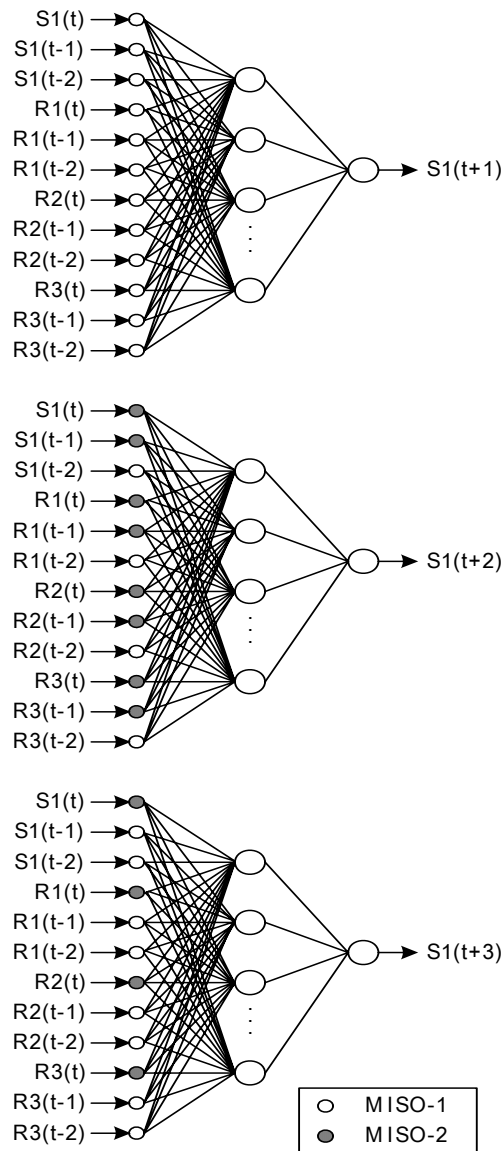 S1(t)
S1(t-1)
S1(t-2)
R1(t)
R1(t-1)
R1(t-2)
R2(t)
R2(t-1)
R2(t-2)
R3(t)
R3(t-1)
R3(t-2)
S1(t+1)
S1(t)
S1(t-1)
S1(t-2)
R1(t)
R1(t-1)
R1(t-2)
R2(t)
R2(t-1)
R2(t-2)
R3(t)
R3(t-1)
R3(t-2)
S1(t+2)
S1(t)
S1(t-1)
S1(t-2)
R1(t)
R1(t-1)
R1(t-2)
R2(t)
R2(t-1)
R2(t-2)
R3(t)
R3(t-1)
R3(t-2)
S1(t+3)
MISO-1
MISO-2